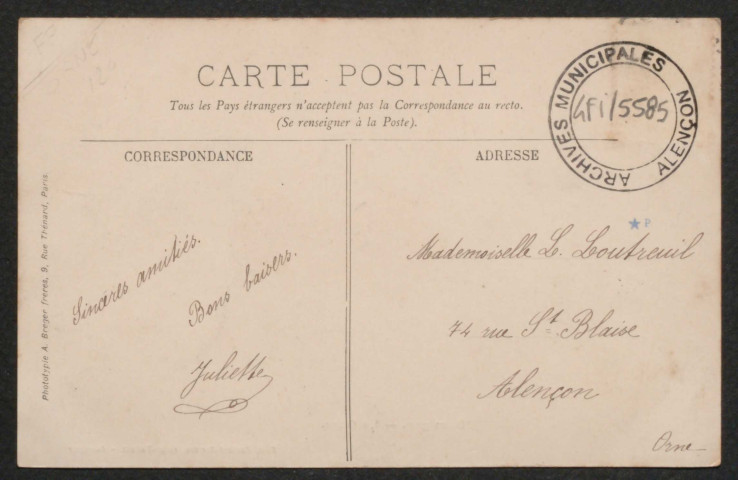 CARTE POSTALE
Tous les Pays étrangers n'acceptent pas la Correspondance au recto.
(Se renseigner à la Poste).
ARCHIVES MUNICIPALES ALENCON
4Fi/5585
CORRESPONDANCE
ADRESSE
Sincères amitiés.
Bons baisers.
Juliette
P
Mademoiselle L. Loutreuil
74 rue St. Blaise
Alençon
Orne
Phototypie A. Breger frères, 9, Rue Thénard, Paris.